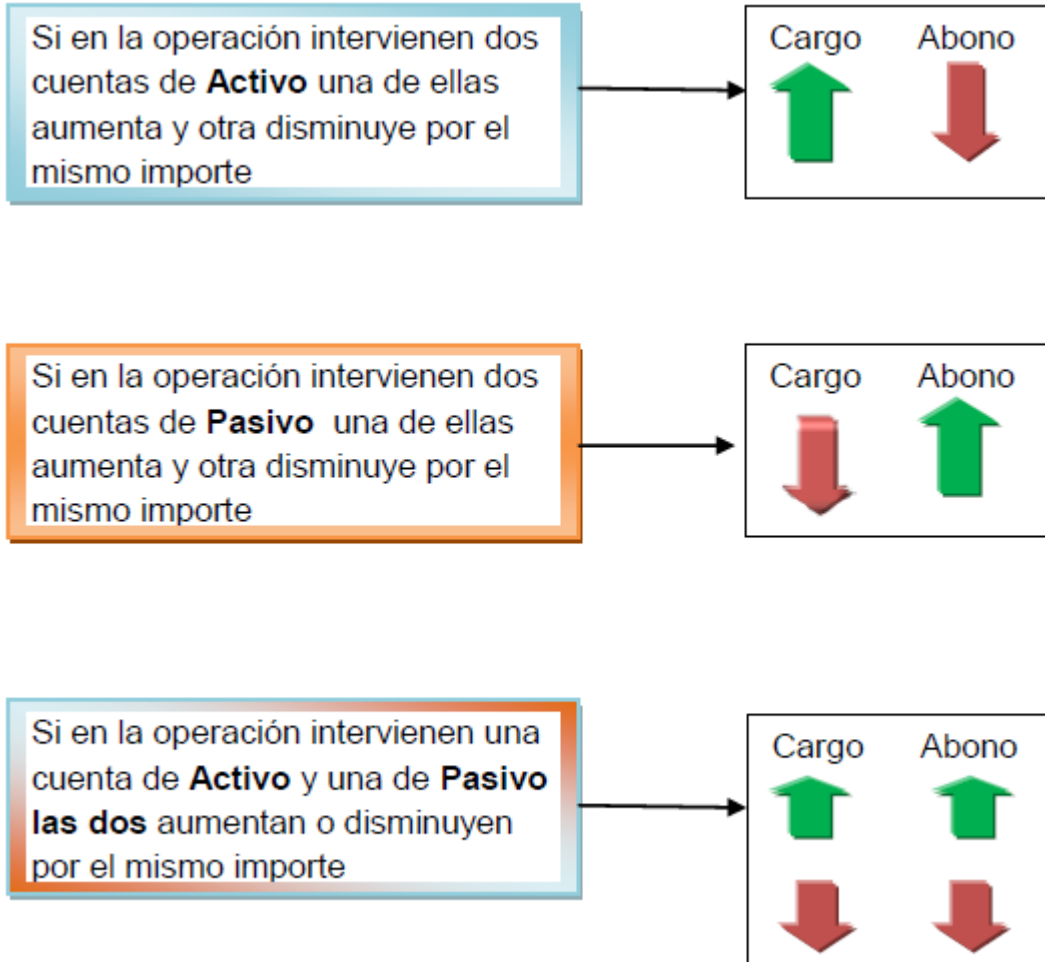 Si en la operación intervienen dos
cuentas de Activo una de ellas
aumenta y otra disminuye por el
mismo importe
Cargo Abono
Si en la operación intervienen dos
cuentas de Pasivo una de ellas
aumenta y otra disminuye por el
mismo importe
Cargo Abono
Si en la operación intervienen una
cuenta de Activo y una de Pasivo
las dos aumentan o disminuyen
por el mismo importe
Cargo Abono